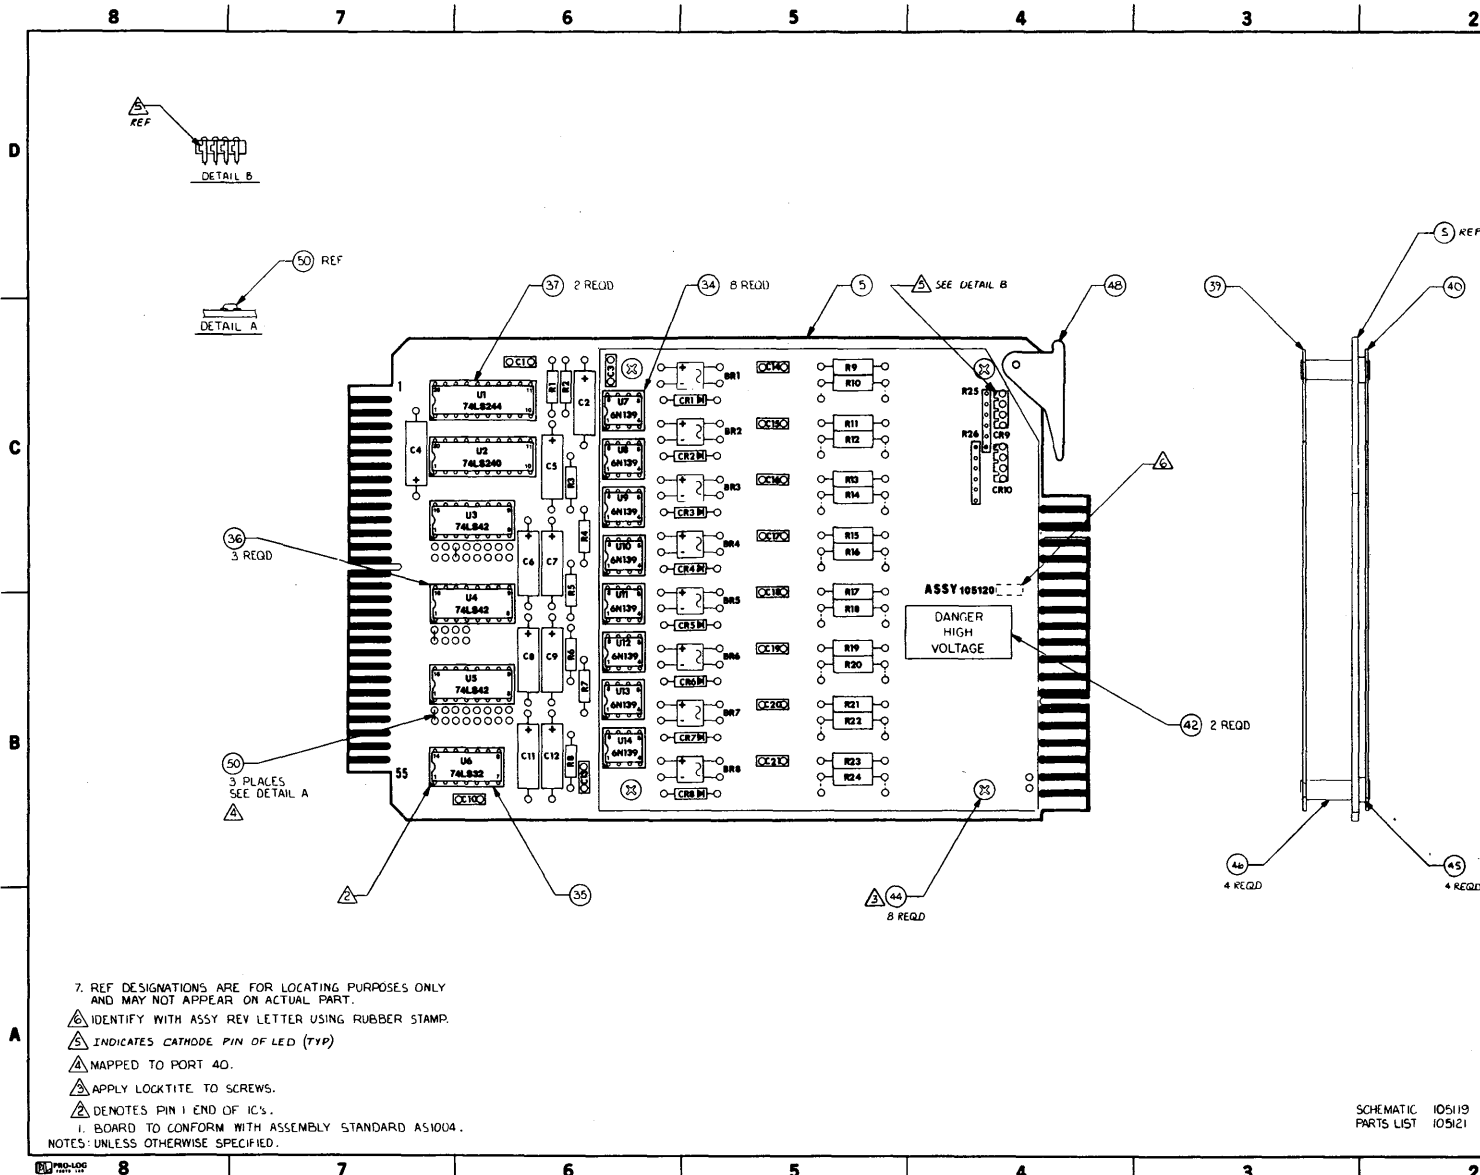 8 7 6 5 4 3 2
D
5
REF
DETAIL B
50 REF
DETAIL A
37 2 REQD
34 8 REQD
5
5 SEE DETAIL B
48
39
5 REF
40
C
1
C1
U1
74LS244
R1
R2
C2
C3
U7
6N139
BR1
CR1
C14
R9
R10
R25
CR9
C4
U2
74LS240
C5
R3
U8
6N139
BR2
CR2
C15
R11
R12
R26
CR10
6
U3
74LS42
U9
6N139
BR3
CR3
C16
R13
R14
36
3 REQD
C6
C7
R4
U10
6N139
BR4
CR4
C17
R15
R16
U4
74LS42
R5
U11
6N139
BR5
CR5
C18
R17
R18
ASSY 105120
DANGER
HIGH
VOLTAGE
C8
C9
R6
R7
U12
6N139
BR6
CR6
C19
R19
R20
U5
74LS42
U13
6N139
BR7
CR7
C20
R21
R22
42 2 REQD
B
50
3 PLACES
SEE DETAIL A
4
55
U6
74LS32
C10
C11
C12
R8
C13
U14
6N139
BR8
CR8
C21
R23
R24
2
35
3 44
8 REQD
46
4 REQD
45
4 REQD
A
7. REF DESIGNATIONS ARE FOR LOCATING PURPOSES ONLY
AND MAY NOT APPEAR ON ACTUAL PART.
6 IDENTIFY WITH ASSY REV LETTER USING RUBBER STAMP.
5 INDICATES CATHODE PIN OF LED (TYP)
4 MAPPED TO PORT 40.
3 APPLY LOCKTITE TO SCREWS.
2 DENOTES PIN 1 END OF IC's.
1. BOARD TO CONFORM WITH ASSEMBLY STANDARD AS1004.
NOTES: UNLESS OTHERWISE SPECIFIED.
SCHEMATIC 105119
PARTS LIST 105121
PRO-LOG
8 7 6 5 4 3 2